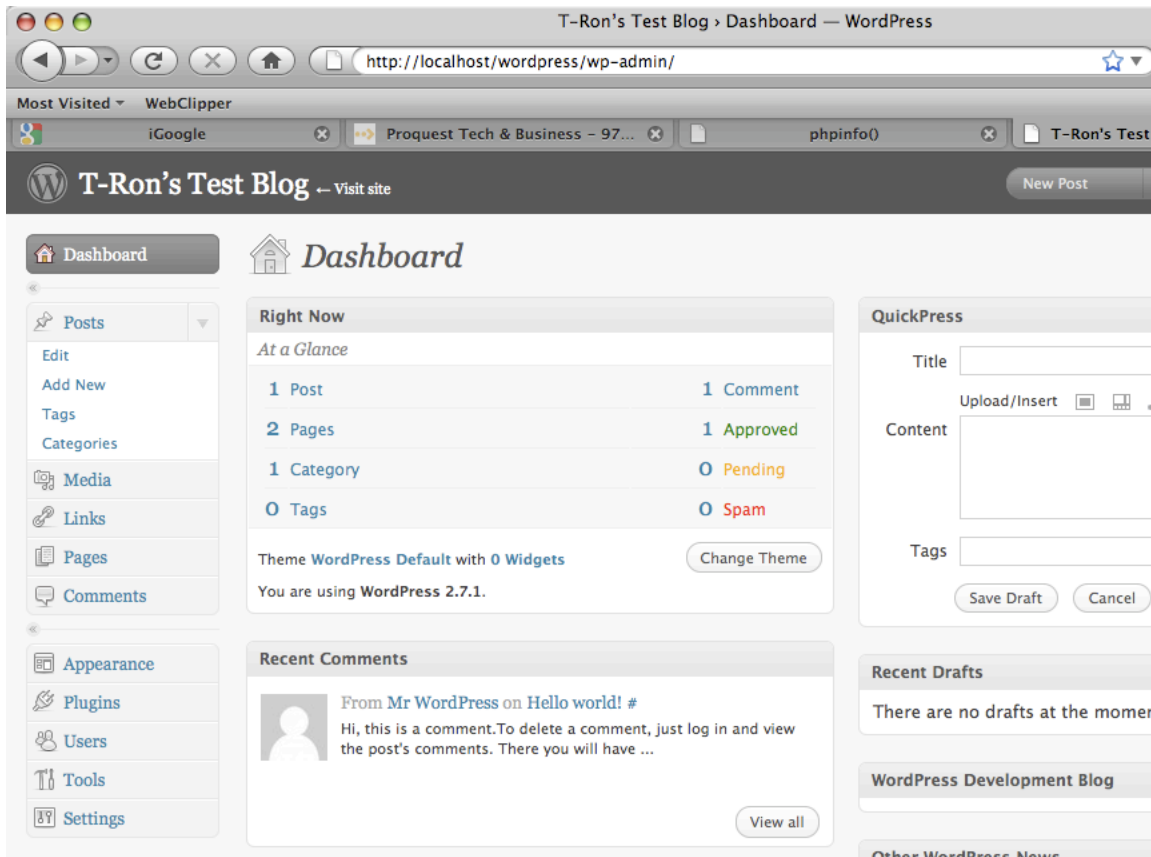 T-Ron's Test Blog › Dashboard — WordPress
http://localhost/wordpress/wp-admin/
Most Visited WebClipper
iGoogle Proquest Tech & Business – 97... phpinfo() T-Ron's Test
T-Ron's Test Blog ← Visit site New Post
Dashboard
Posts
Edit
Add New
Tags
Categories
Media
Links
Pages
Comments
Appearance
Plugins
Users
Tools
Settings
Dashboard
Right Now
At a Glance
1 Post 1 Comment
2 Pages 1 Approved
1 Category 0 Pending
0 Tags 0 Spam
Theme WordPress Default with 0 Widgets Change Theme
You are using WordPress 2.7.1.
Recent Comments
From Mr WordPress on Hello world! #
Hi, this is a comment.To delete a comment, just log in and view
the post's comments. There you will have ...
View all
QuickPress
Title
Upload/Insert
Content
Tags
Save Draft Cancel
Recent Drafts
There are no drafts at the momen
WordPress Development Blog
Other WordPress News